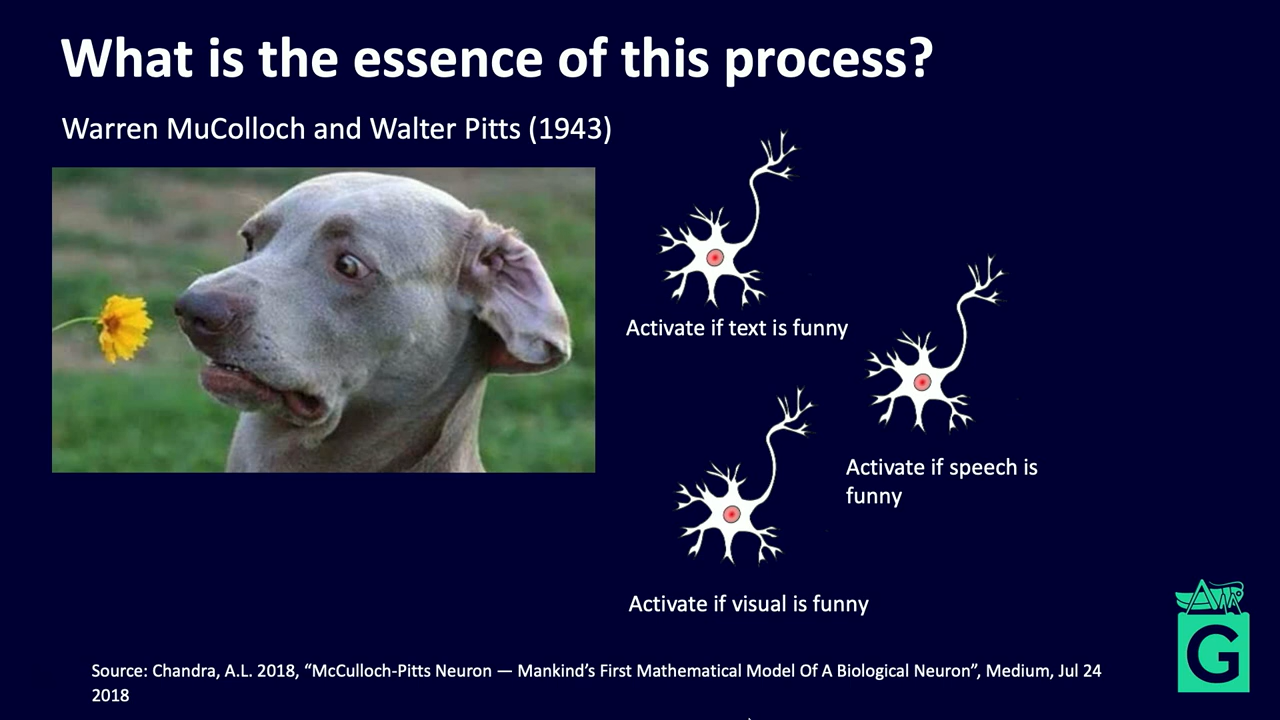 What is the essence of this process?
Warren MuColloch and Walter Pitts (1943)
Activate if text is funny
Activate if speech is
funny
Activate if visual is funny
Source: Chandra, A.L. 2018, “McCulloch-Pitts Neuron — Mankind’s First Mathematical Model Of A Biological Neuron”, Medium, Jul 24
2018
G